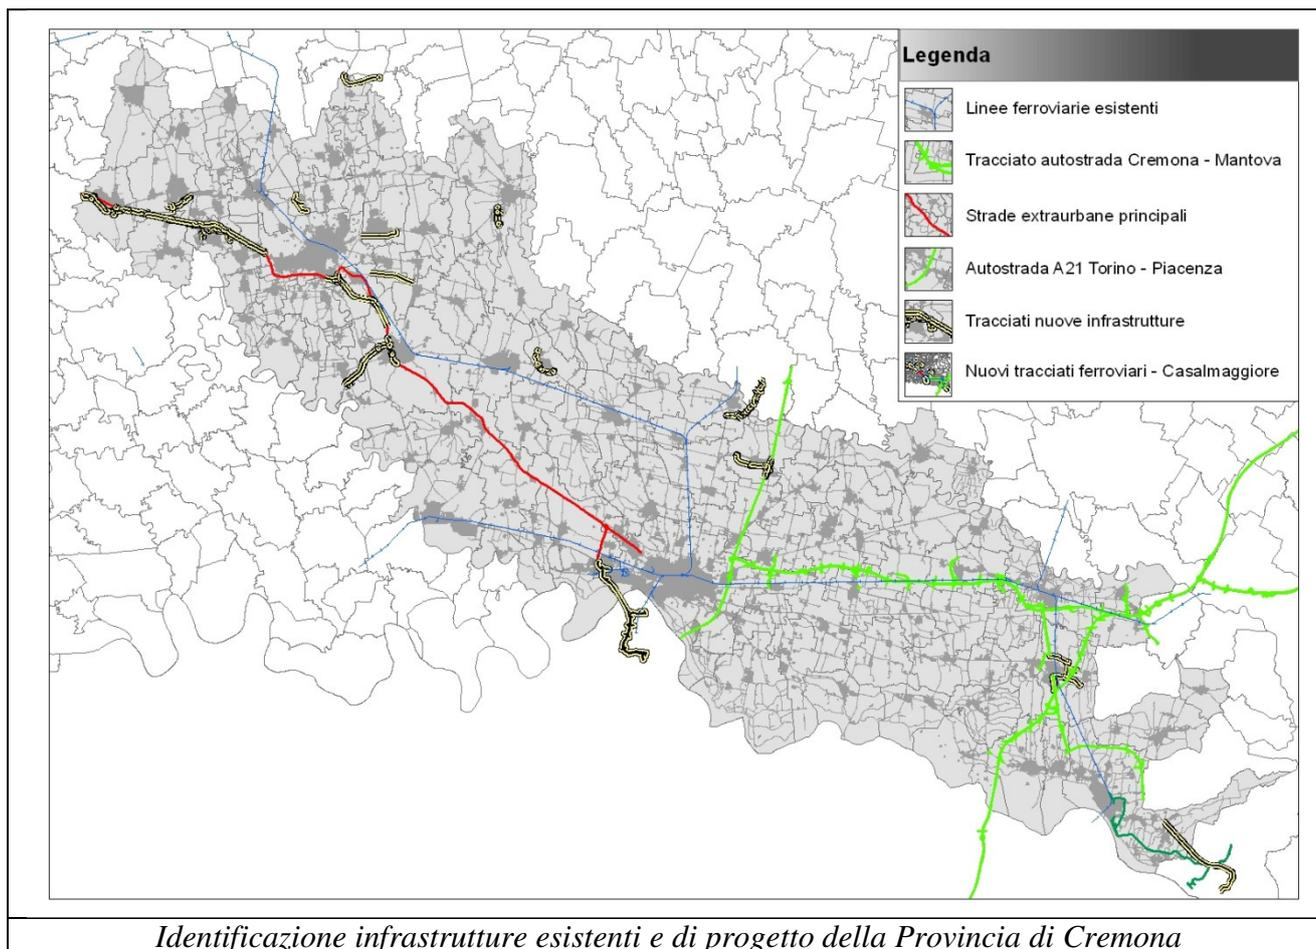 Legenda
Linee ferroviarie esistenti
Tracciato autostrada Cremona - Mantova
Strade extraurbane principali
Autostrada A21 Torino - Piacenza
Tracciati nuove infrastrutture
Nuovi tracciati ferroviari - Casalmaggiore
Identificazione infrastrutture esistenti e di progetto della Provincia di Cremona